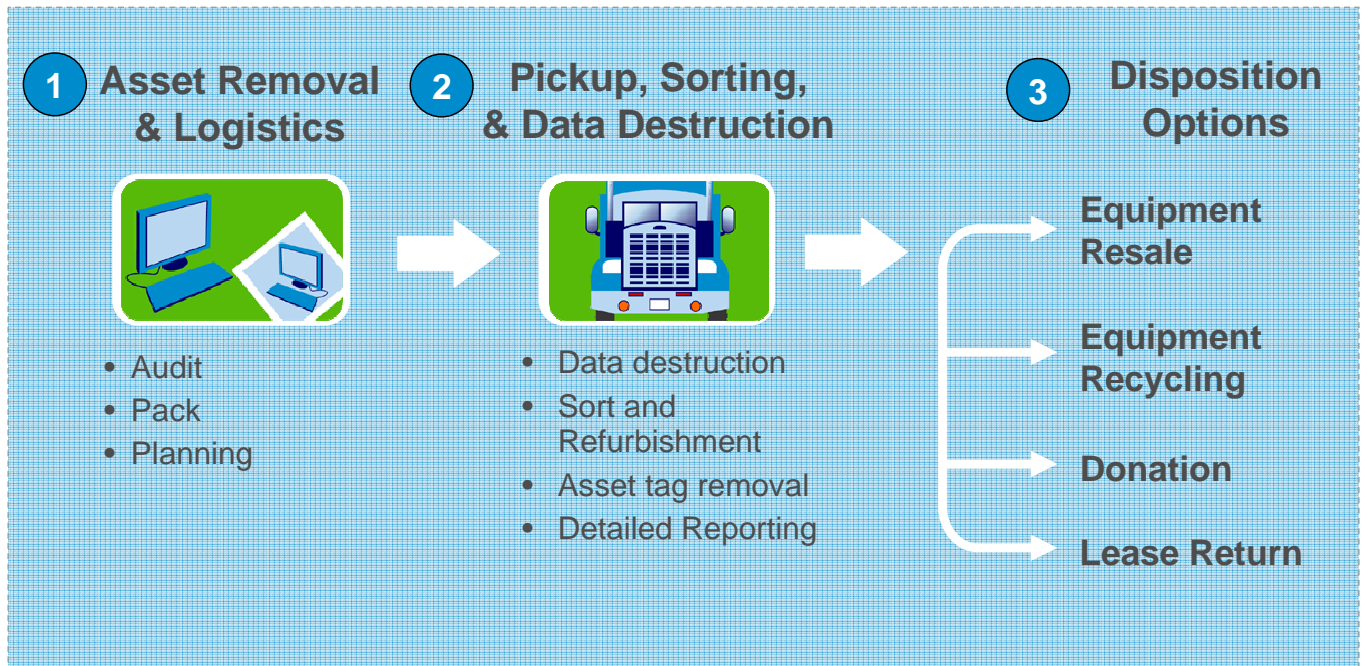 1
Asset Removal
& Logistics
• Audit
• Pack
• Planning
2
Pickup, Sorting,
& Data Destruction
• Data destruction
• Sort and
Refurbishment
• Asset tag removal
• Detailed Reporting
3
Disposition
Options
Equipment
Resale
Equipment
Recycling
Donation
Lease Return